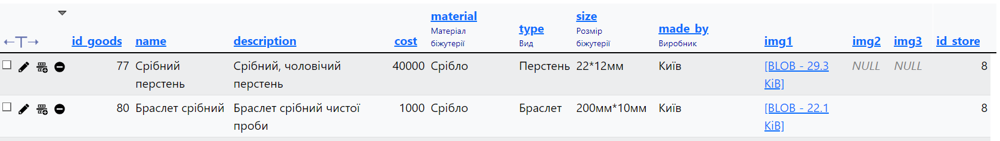 id_goods name description cost material type size made_by img1 img2 img3 id_store
Матеріал біжутерії Вид Розмір біжутерії Виробник
77 Срібний перстень Срібний, чоловічий перстень 40000 Срібло Перстень 22*12мм Київ [BLOB - 29.3 KiB] NULL NULL 8
80 Браслет срібний Браслет срібний чистої проби 1000 Срібло Браслет 200мм*10мм Київ [BLOB - 22.1 KiB] 8